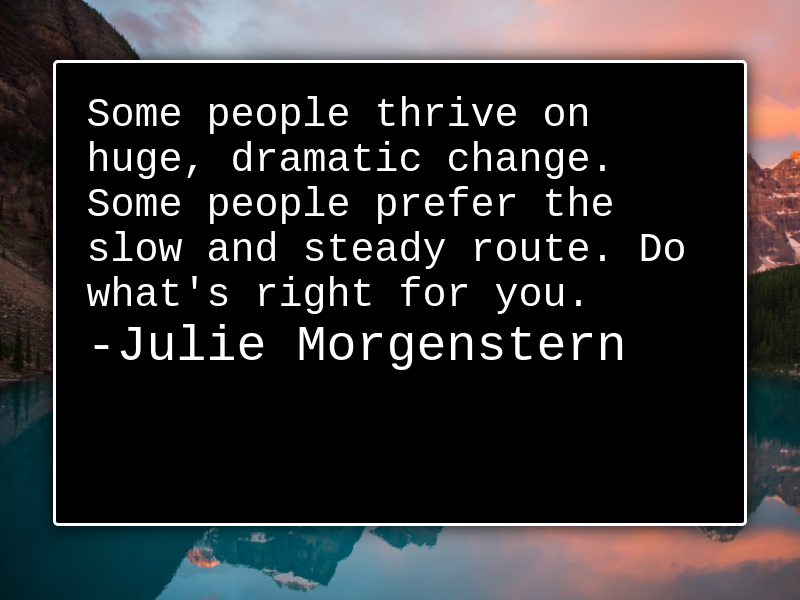 Some people thrive on
huge, dramatic change.
Some people prefer the
slow and steady route. Do
what's right for you.
-Julie Morgenstern